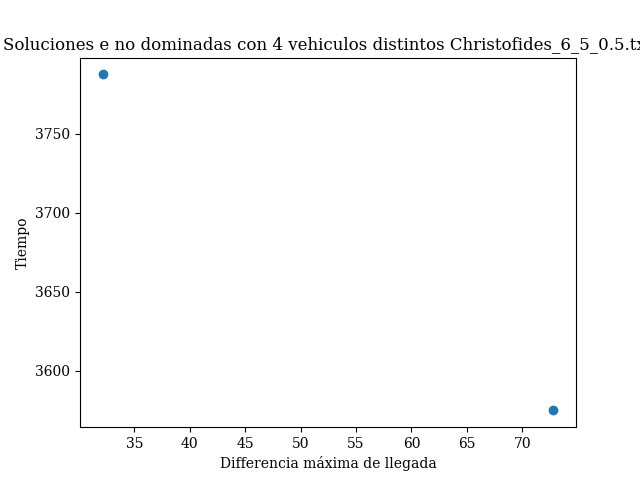 Soluciones e no dominadas con 4 vehiculos distintos Christofides_6_5_0.5.tx
3750
3700
3650
3600
Tiempo
35 40 45 50 55 60 65 70
Differencia máxima de llegada